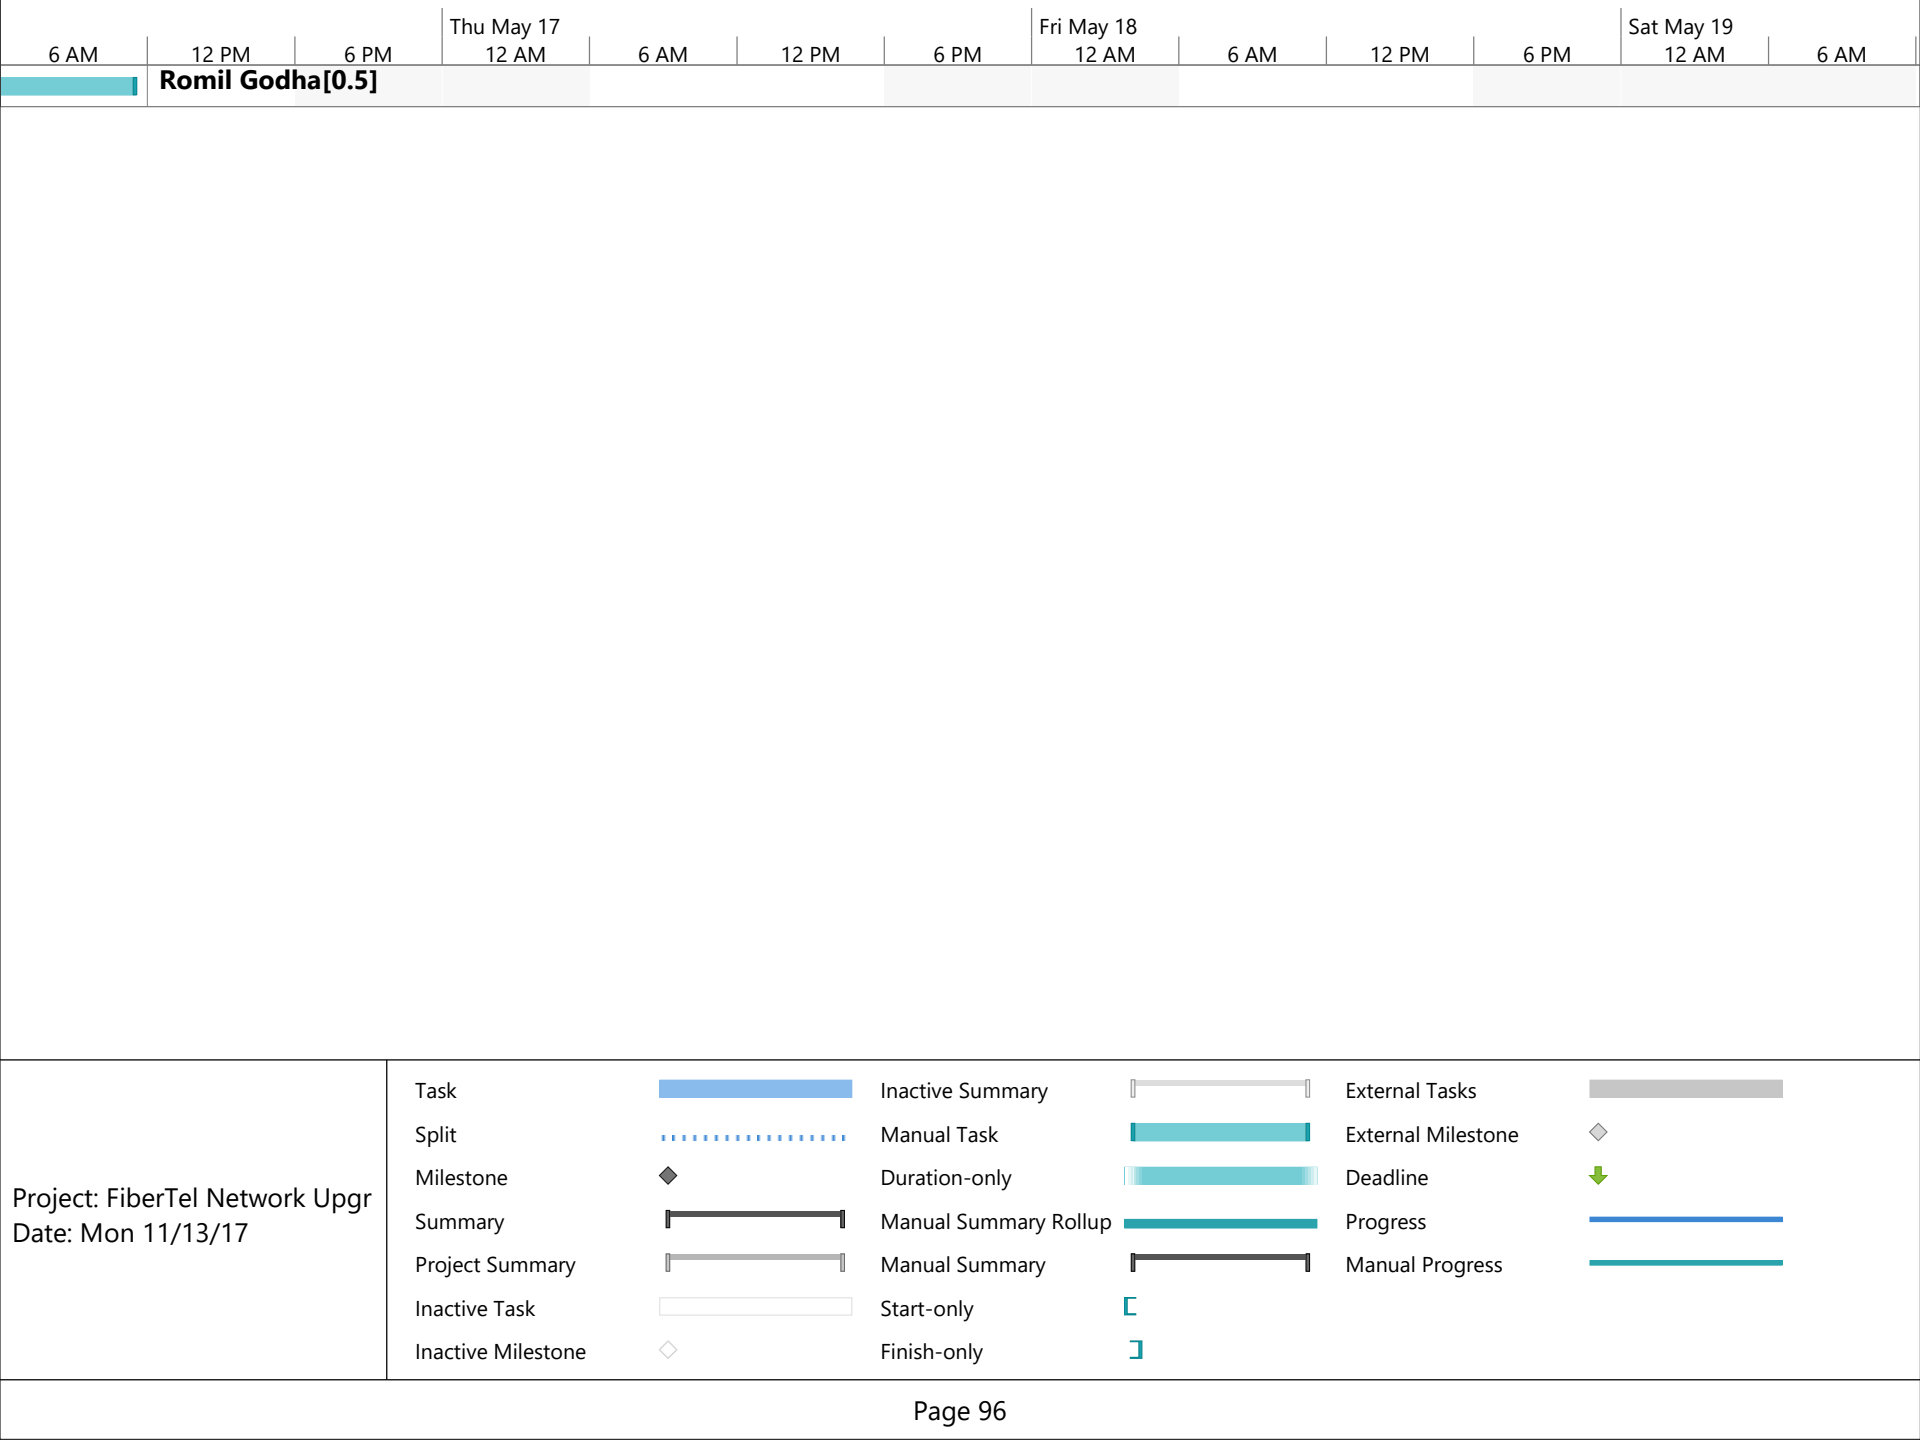 Thu May 17 Fri May 18 Sat May 19
6 AM 12 PM 6 PM 12 AM 6 AM 12 PM 6 PM 12 AM 6 AM 12 PM 6 PM 12 AM 6 AM
Romil Godha[0.5]
Project: FiberTel Network Upgr
Date: Mon 11/13/17
Task
Split
Milestone
Summary
Project Summary
Inactive Task
Inactive Milestone
Inactive Summary
Manual Task
Duration-only
Manual Summary Rollup
Manual Summary
Start-only
Finish-only
External Tasks
External Milestone
Deadline
Progress
Manual Progress
Page 96